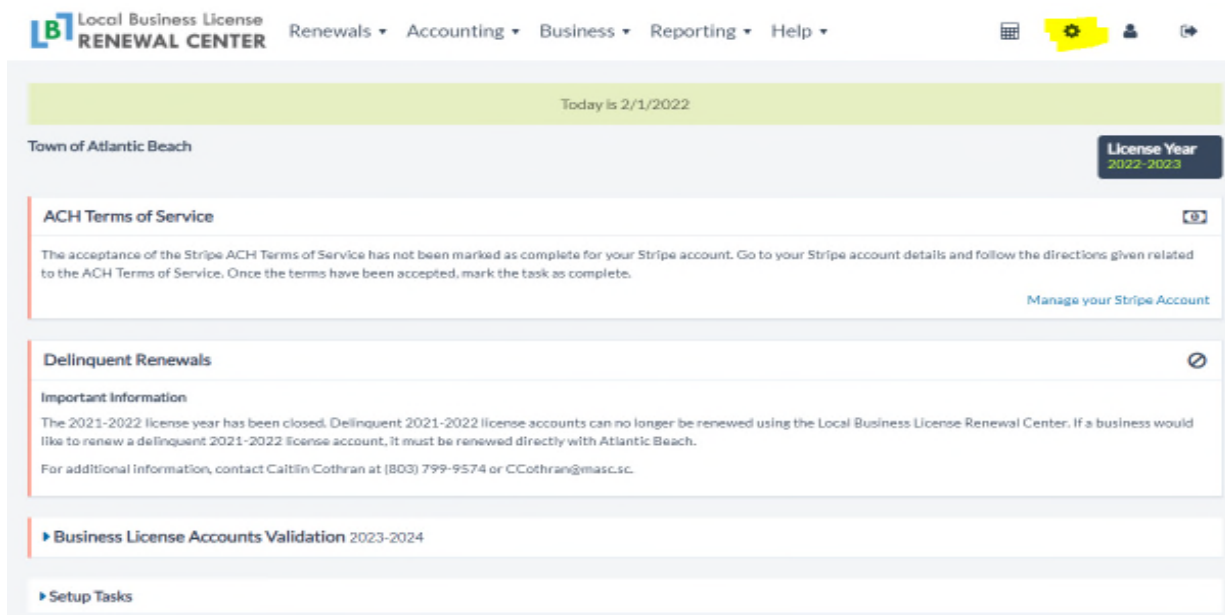 LB Local Business License
RENEWAL CENTER
Renewals Accounting Business Reporting Help
Today is 2/1/2022
Town of Atlantic Beach
License Year
2022-2023
ACH Terms of Service
The acceptance of the Stripe ACH Terms of Service has not been marked as complete for your Stripe account. Go to your Stripe account details and follow the directions given related
to the ACH Terms of Service. Once the terms have been accepted, mark the task as complete.
Manage your Stripe Account
Delinquent Renewals
Important Information
The 2021-2022 license year has been closed. Delinquent 2021-2022 license accounts can no longer be renewed using the Local Business License Renewal Center. If a business would
like to renew a delinquent 2021-2022 license account, it must be renewed directly with Atlantic Beach.
For additional information, contact Caitlin Cothran at (803) 799-9574 or CCothran@masc.sc.
Business License Accounts Validation 2023-2024
Setup Tasks